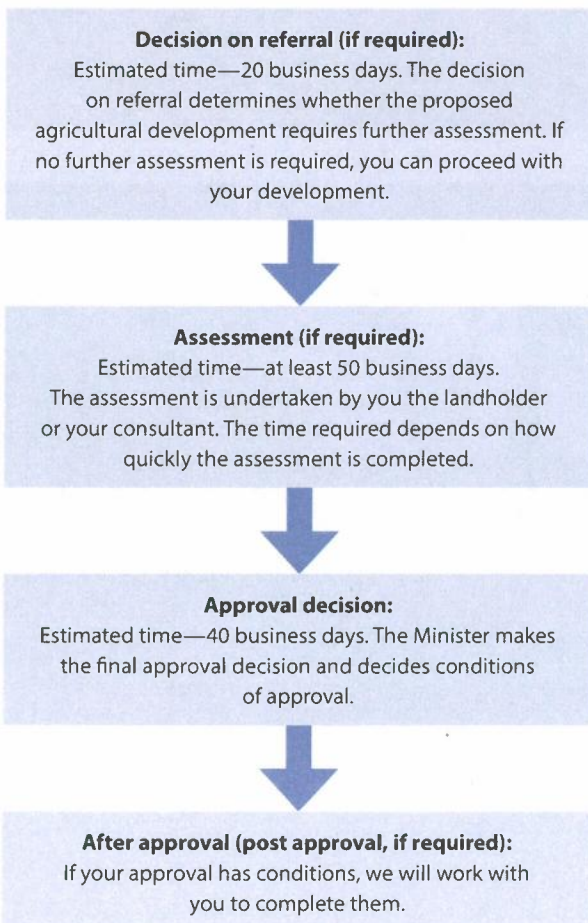 Decision on referral (if required):
Estimated time—20 business days. The decision
on referral determines whether the proposed
agricultural development requires further assessment. If
no further assessment is required, you can proceed with
your development.
Assessment (if required):
Estimated time—at least 50 business days.
The assessment is undertaken by you the landholder
or your consultant. The time required depends on how
quickly the assessment is completed.
Approval decision:
Estimated time—40 business days. The Minister makes
the final approval decision and decides conditions
of approval.
After approval (post approval, if required):
If your approval has conditions, we will work with
you to complete them.